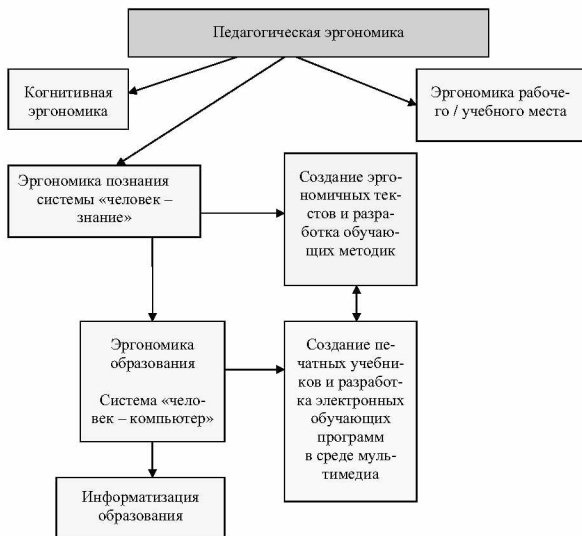 Педагогическая эргономика
Когнитивная
эргономика
Эргономика рабоче-
го / учебного места
Эргономика познания
системы «человек –
знание»
Создание эрго-
номичных тек-
стов и разра-
ботка обучаю-
щих методик
Эргономика
образования
Система «чело-
век – компьютер»
Создание пе-
чатных учебни-
ков и разработ-
ка электронных
обучающих
программ
в среде муль-
тимедиа
Информатизация
образования